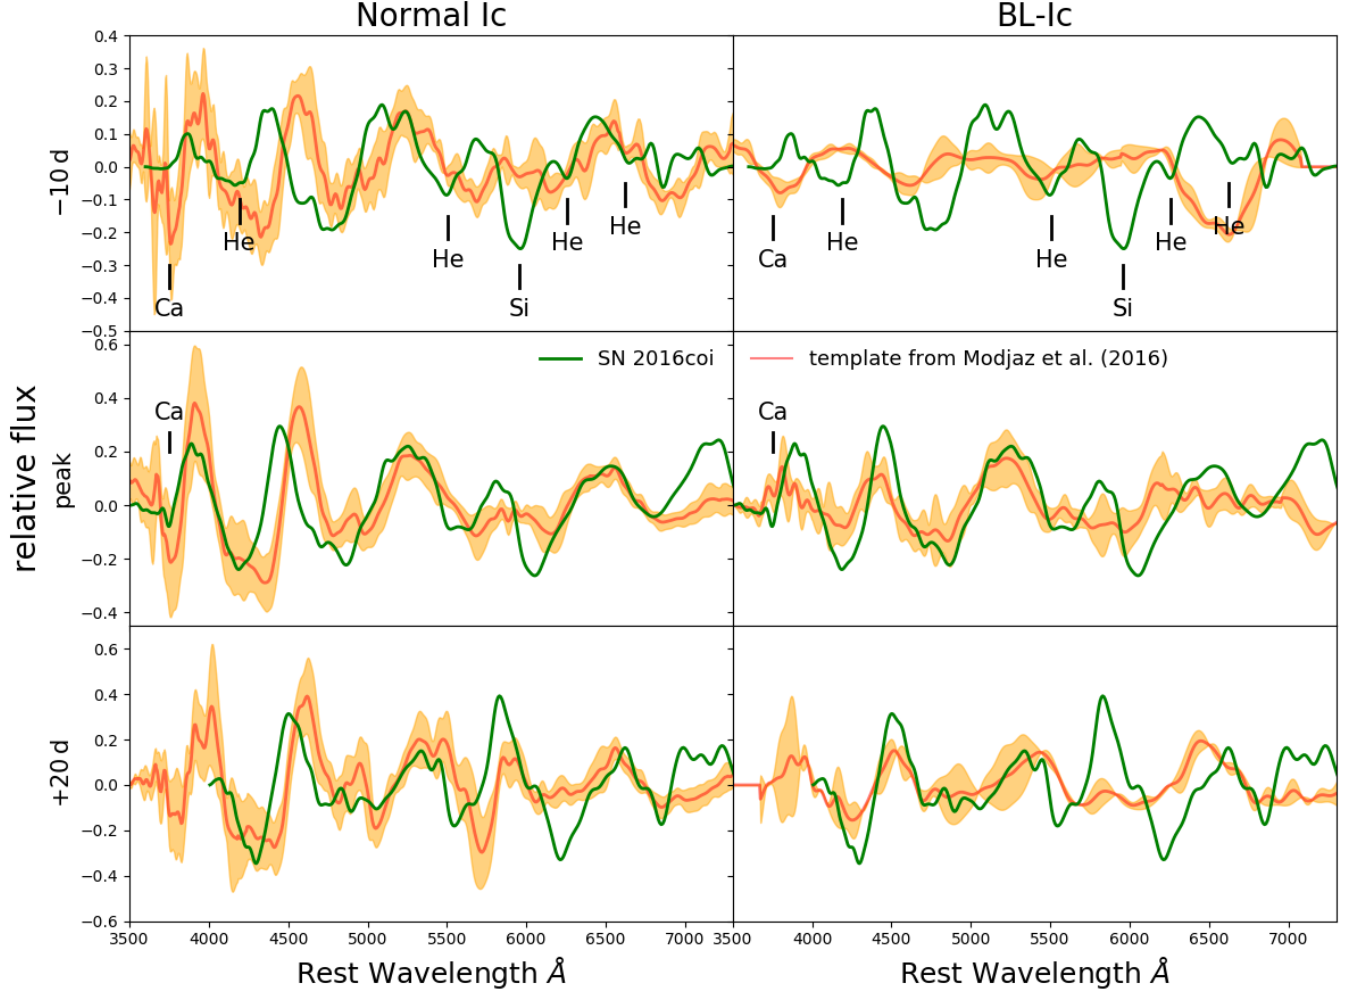 Normal Ic
BL-Ic
0.4
0.3
0.2
0.1
0.0
−0.1
−0.2
−0.3
−0.4
−0.5
−10 d
Ca
He
He
Si
He
He
Ca
He
He
Si
He
He
relative flux
peak
0.6
0.4
0.2
0.0
−0.2
−0.4
SN 2016coi
template from Modjaz et al. (2016)
Ca
Ca
+20 d
0.6
0.4
0.2
0.0
−0.2
−0.4
−0.6
3500 4000 4500 5000 5500 6000 6500 7000 3500 4000 4500 5000 5500 6000 6500 7000
Rest Wavelength Å
Rest Wavelength Å